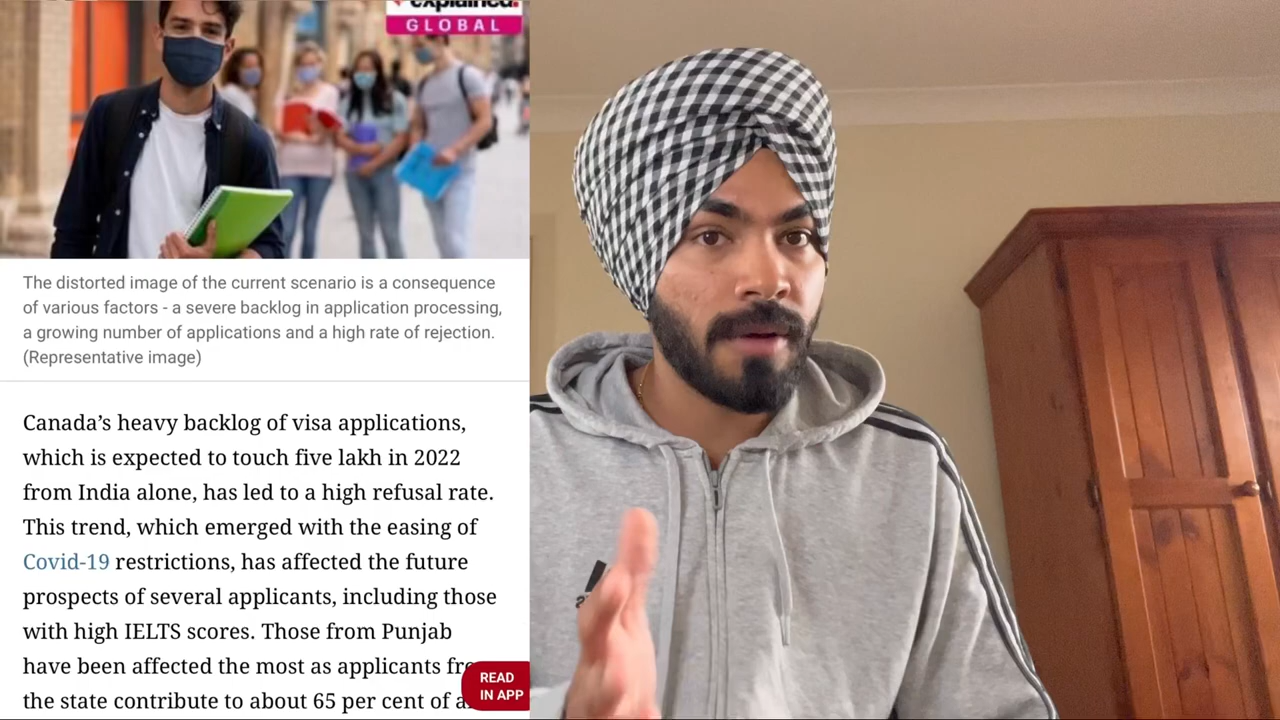 explained.
GLOBAL
The distorted image of the current scenario is a consequence
of various factors - a severe backlog in application processing,
a growing number of applications and a high rate of rejection.
(Representative image)
Canada’s heavy backlog of visa applications,
which is expected to touch five lakh in 2022
from India alone, has led to a high refusal rate.
This trend, which emerged with the easing of
Covid-19 restrictions, has affected the future
prospects of several applicants, including those
with high IELTS scores. Those from Punjab
have been affected the most as applicants
the state contribute to about 65 per cent of
READ
IN APP